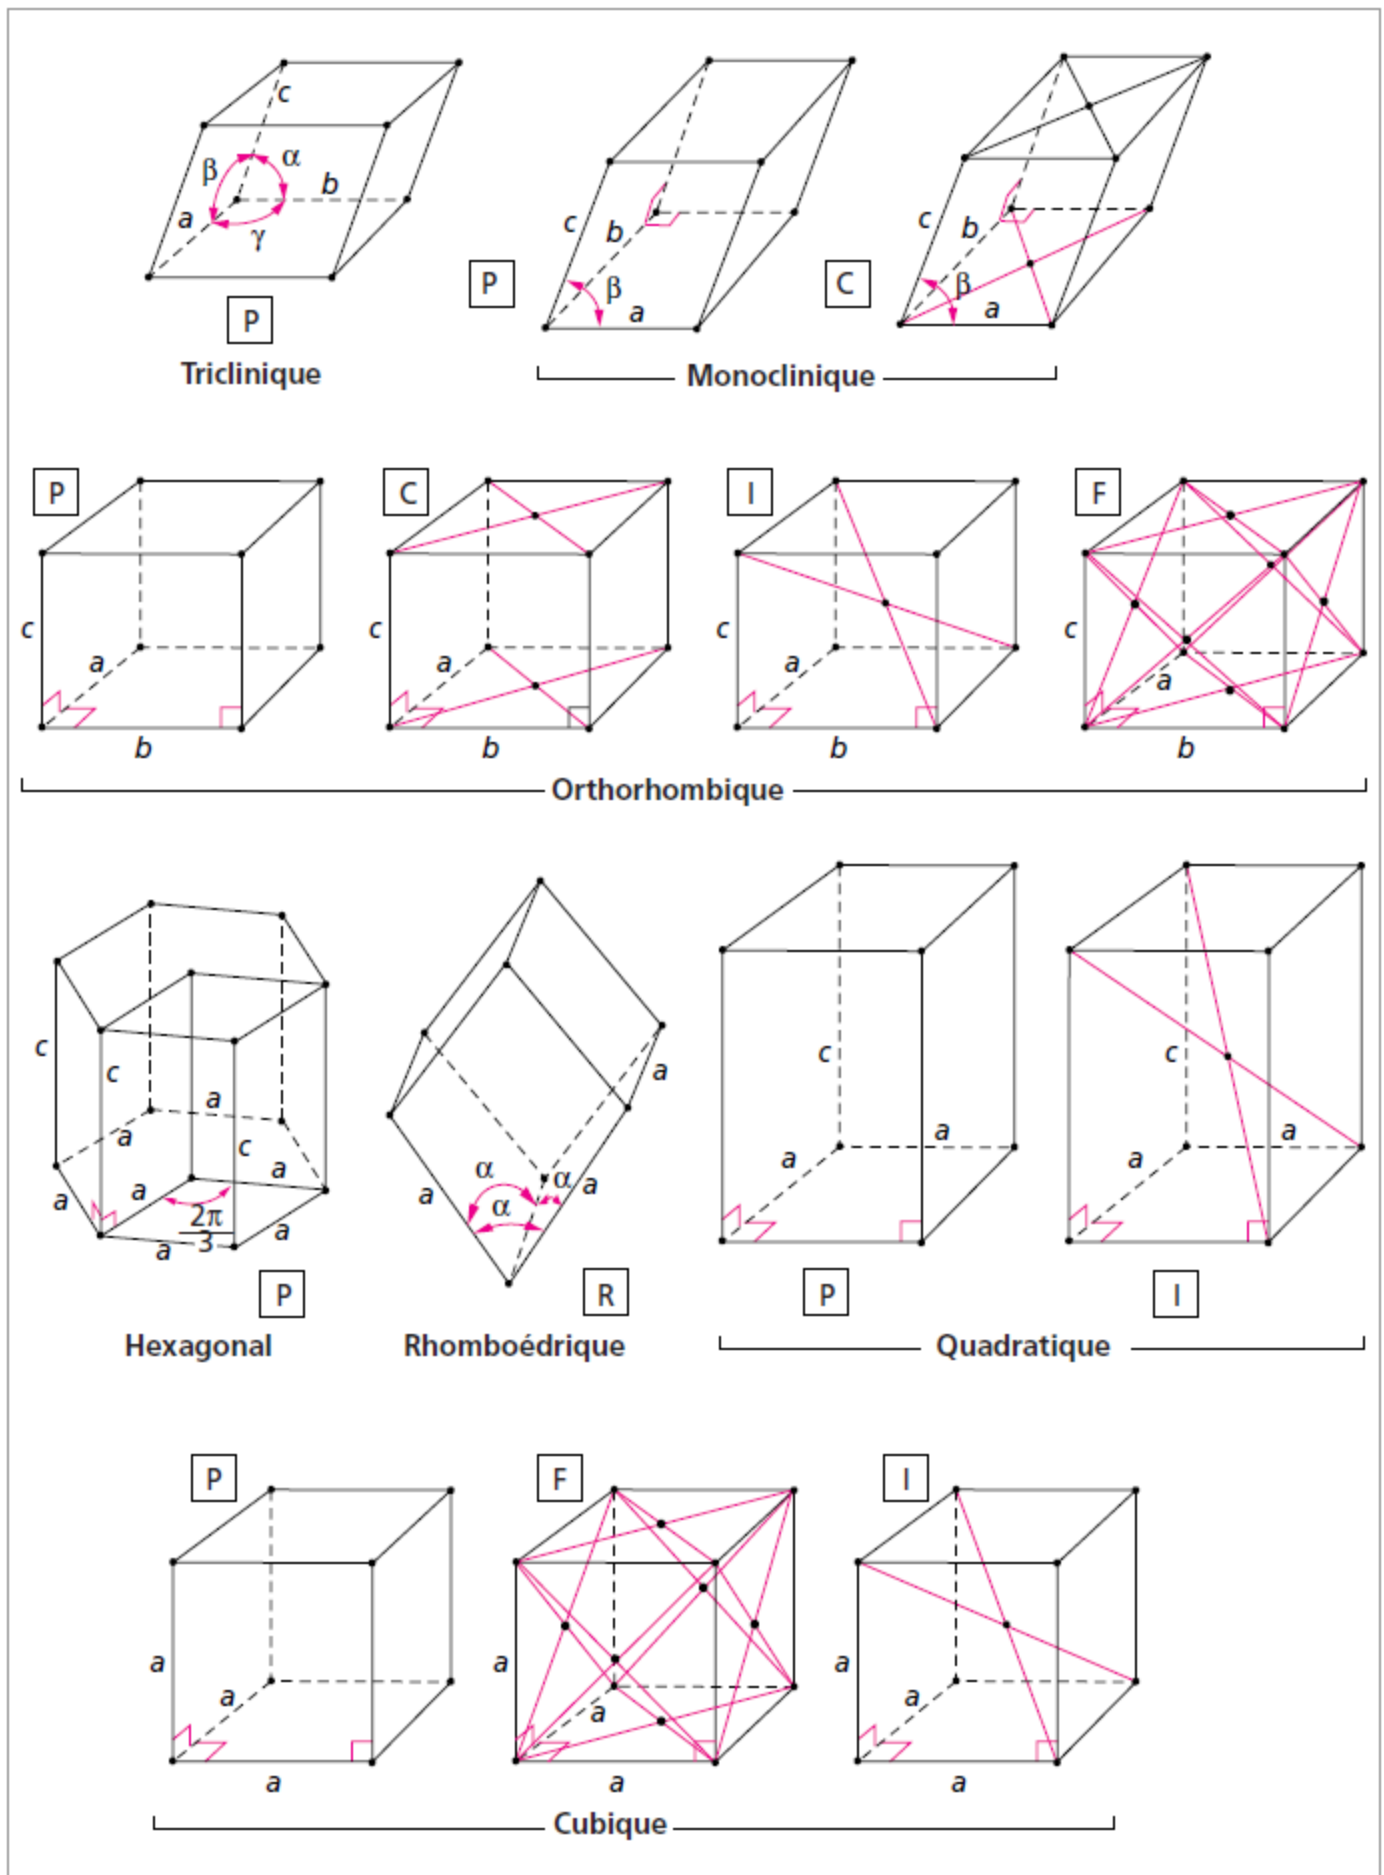 c
β α
b
a
γ
P
Triclinique
c
b
β
a
P
c
b
β
a
C
Monoclinique
P
C
I
F
c
a
b
c
a
b
c
a
b
c
a
b
Orthorhombique
c
c
a
a
c
a
a
a
2π
3
a
a
P
Hexagonal
a
α
α
α
a
a
R
Rhomboédrique
c
a
a
P
c
a
a
I
Quadratique
P
F
I
a
a
a
a
a
a
a
a
a
Cubique